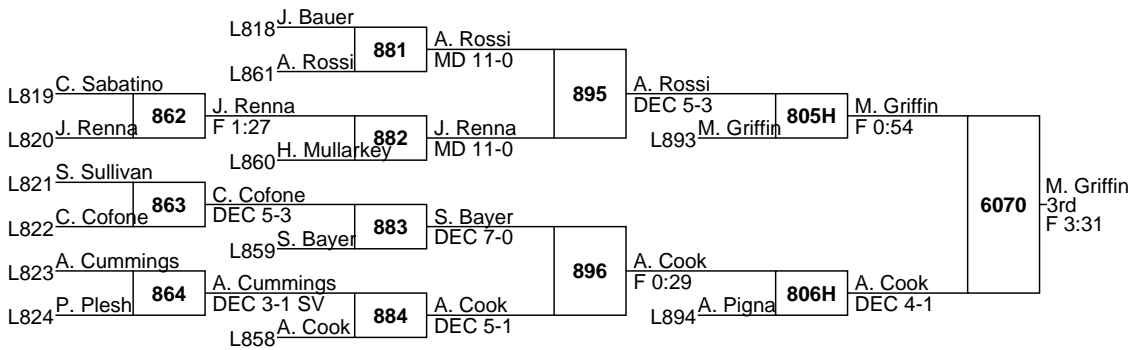 L818 J. Bauer
881 A. Rossi
MD 11-0
L861 A. Rossi
L819 C. Sabatino
862 J. Renna
F 1:27
L820 J. Renna
882 J. Renna
MD 11-0
L860 H. Mullarkey
895 A. Rossi
DEC 5-3
L893 M. Griffin
805H M. Griffin
F 0:54
L821 S. Sullivan
863 C. Cofone
DEC 5-3
L822 C. Cofone
883 S. Bayer
DEC 7-0
L859 S. Bayer
L823 A. Cummings
864 A. Cummings
DEC 3-1 SV
L824 P. Plesh
884 A. Cook
DEC 5-1
L858 A. Cook
896 A. Cook
F 0:29
L894 A. Pigna
806H A. Cook
DEC 4-1
6070 M. Griffin
3rd
F 3:31